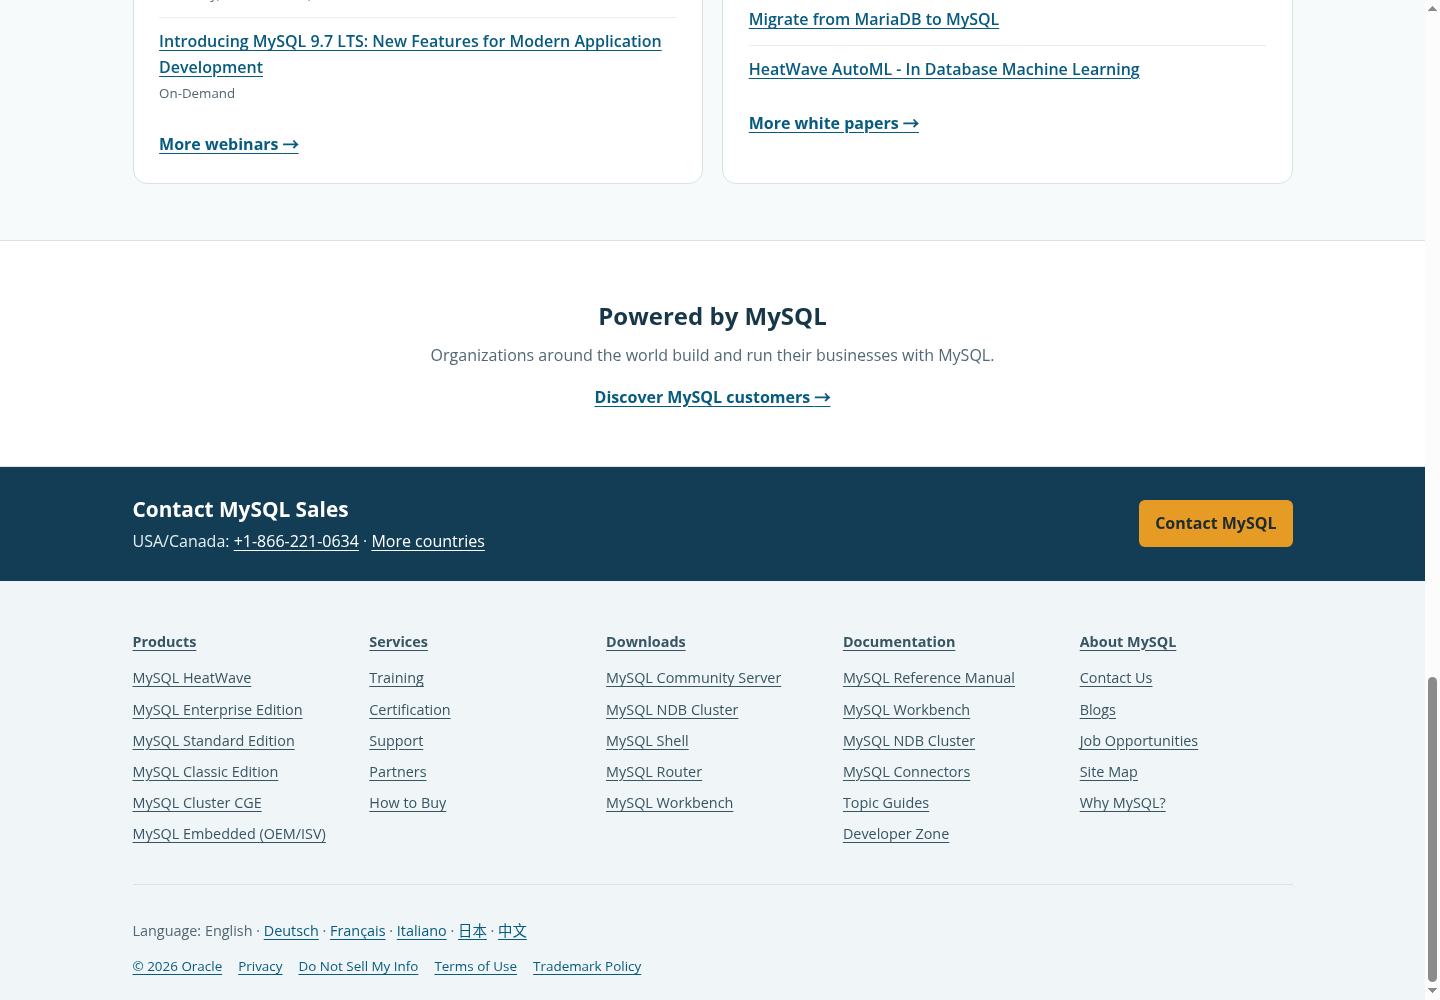 Introducing MySQL 9.7 LTS: New Features for Modern Application
Development
On-Demand
More webinars →
Migrate from MariaDB to MySQL
HeatWave AutoML - In Database Machine Learning
More white papers →
Powered by MySQL
Organizations around the world build and run their businesses with MySQL.
Discover MySQL customers →
Contact MySQL Sales
USA/Canada: +1-866-221-0634 · More countries
Contact MySQL
Products
MySQL HeatWave
MySQL Enterprise Edition
MySQL Standard Edition
MySQL Classic Edition
MySQL Cluster CGE
MySQL Embedded (OEM/ISV)
Services
Training
Certification
Support
Partners
How to Buy
Downloads
MySQL Community Server
MySQL NDB Cluster
MySQL Shell
MySQL Router
MySQL Workbench
Documentation
MySQL Reference Manual
MySQL Workbench
MySQL NDB Cluster
MySQL Connectors
Topic Guides
Developer Zone
About MySQL
Contact Us
Blogs
Job Opportunities
Site Map
Why MySQL?
Language: English · Deutsch · Français · Italiano · 日本 · 中文
© 2026 Oracle Privacy Do Not Sell My Info Terms of Use Trademark Policy